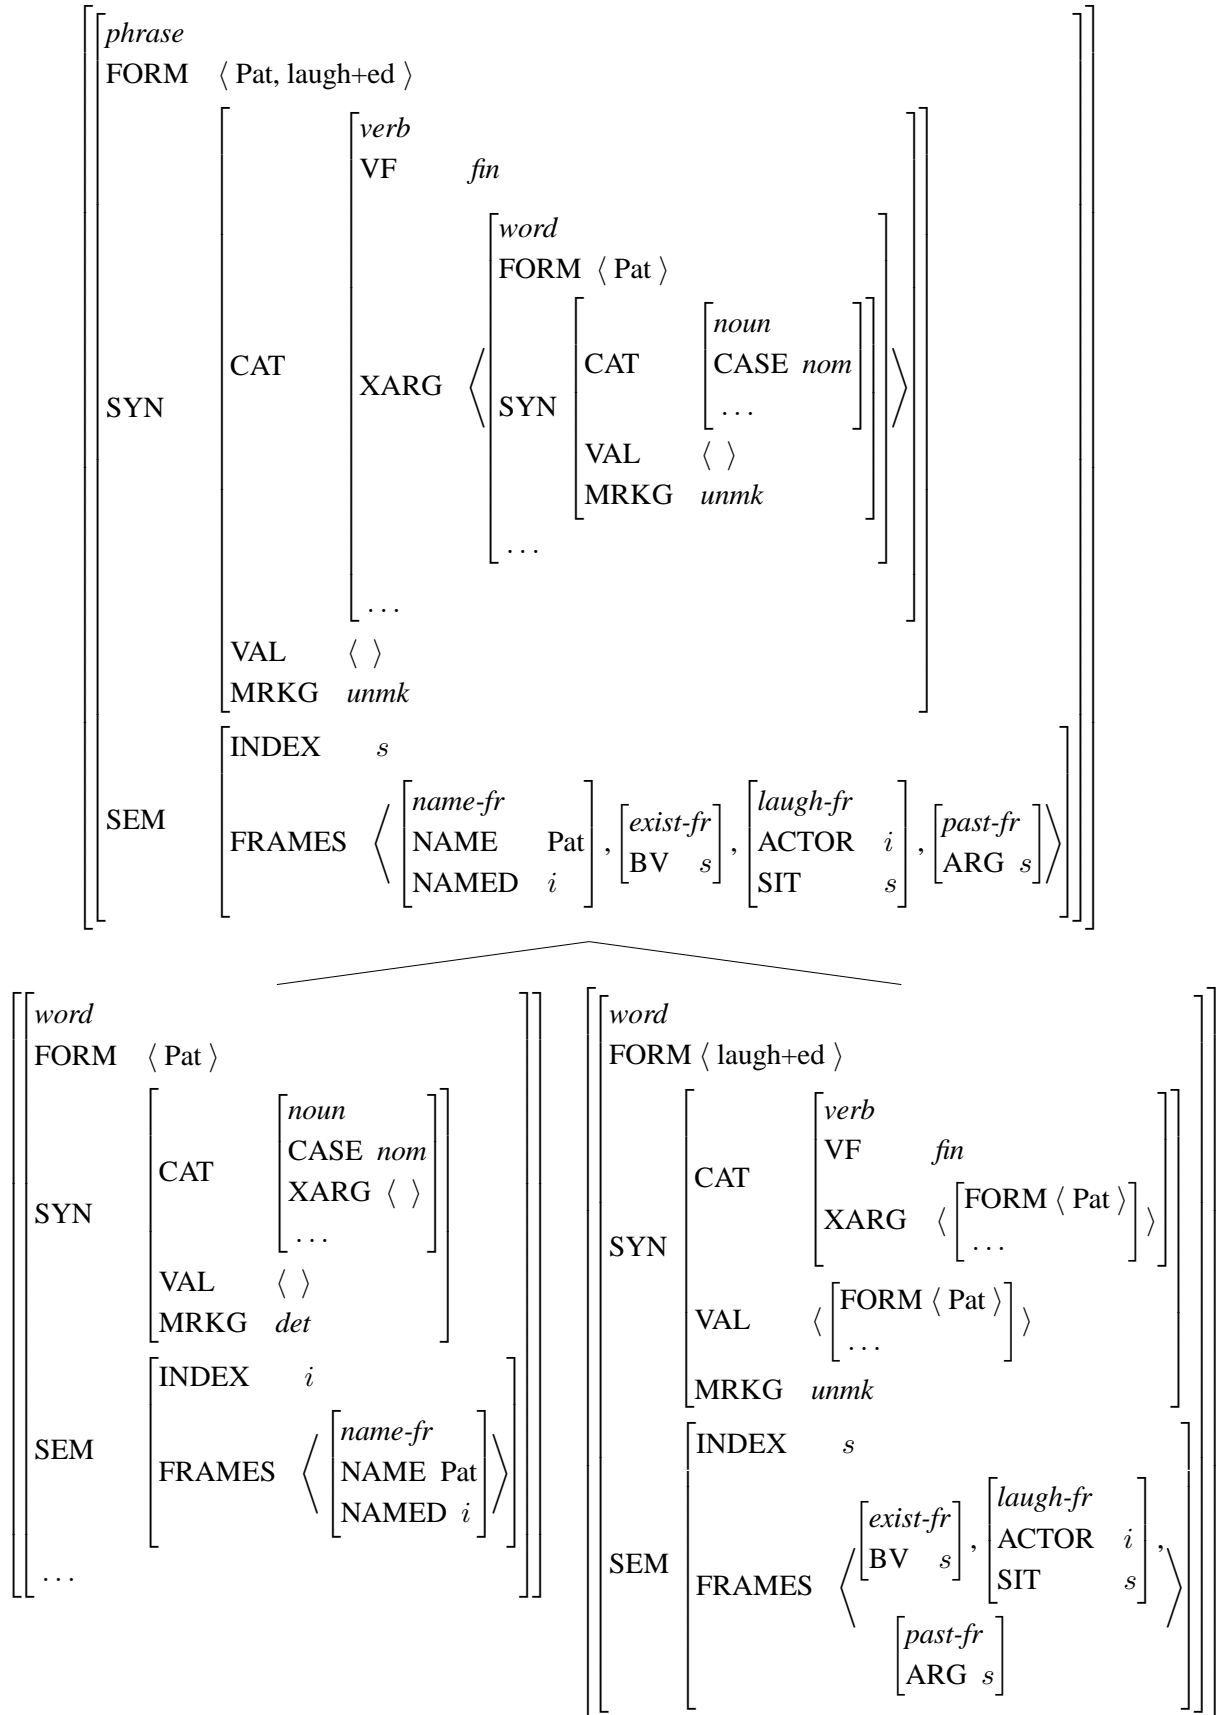 phrase
FORM ⟨ Pat, laugh+ed ⟩
verb
VF fin
word
FORM ⟨ Pat ⟩
noun
CAT CASE nom
...
SYN
VAL ⟨ ⟩
MRKG unmk
...
XARG
...
CAT
VAL ⟨ ⟩
MRKG unmk
SYN
INDEX s
name-fr
NAME Pat
NAMED i
,
exist-fr
BV s
,
laugh-fr
ACTOR i
SIT s
,
past-fr
ARG s
FRAMES
SEM
word
FORM ⟨ Pat ⟩
noun
CASE nom
XARG ⟨ ⟩
...
CAT
VAL ⟨ ⟩
MRKG det
SYN
INDEX i
name-fr
NAME Pat
NAMED i
FRAMES
SEM
...
word
FORM ⟨ laugh+ed ⟩
verb
VF fin
XARG ⟨ FORM ⟨ Pat ⟩
... ⟩
CAT
VAL ⟨ FORM ⟨ Pat ⟩
... ⟩
MRKG unmk
SYN
INDEX s
exist-fr
BV s
,
laugh-fr
ACTOR i
SIT s
,
past-fr
ARG s
FRAMES
SEM